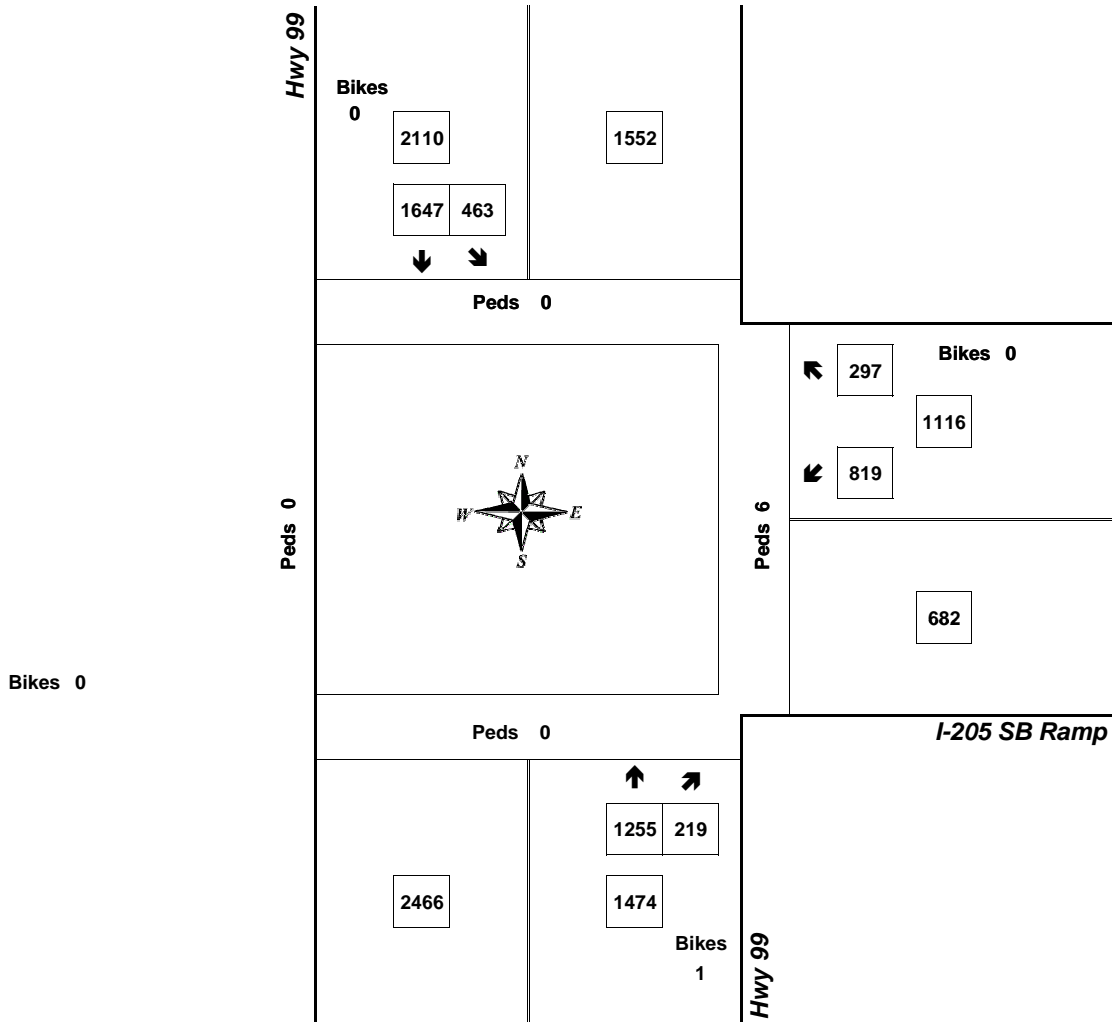 Hwy 99
Bikes
0
2110
1552
1647 463
Peds 0
297
Bikes 0
1116
819
N
W E
S
Peds 0
Peds 6
682
Bikes 0
Peds 0
I-205 SB Ramp
1255 219
2466
1474
Bikes
1
Hwy 99